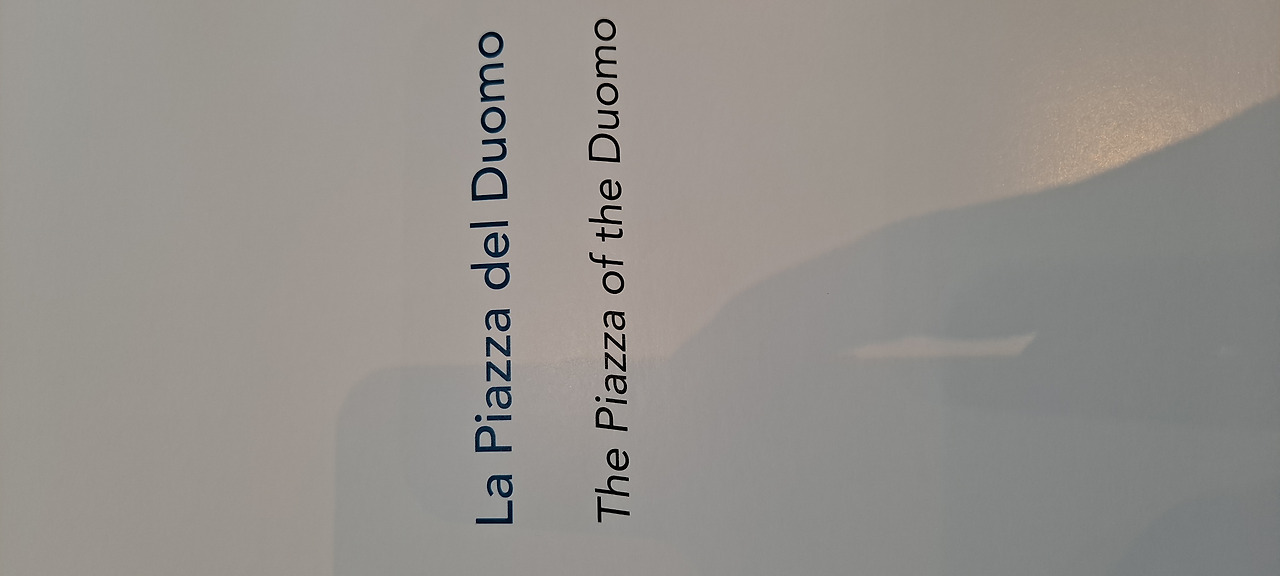 La Piazza del Duomo
The Piazza of the Duomo